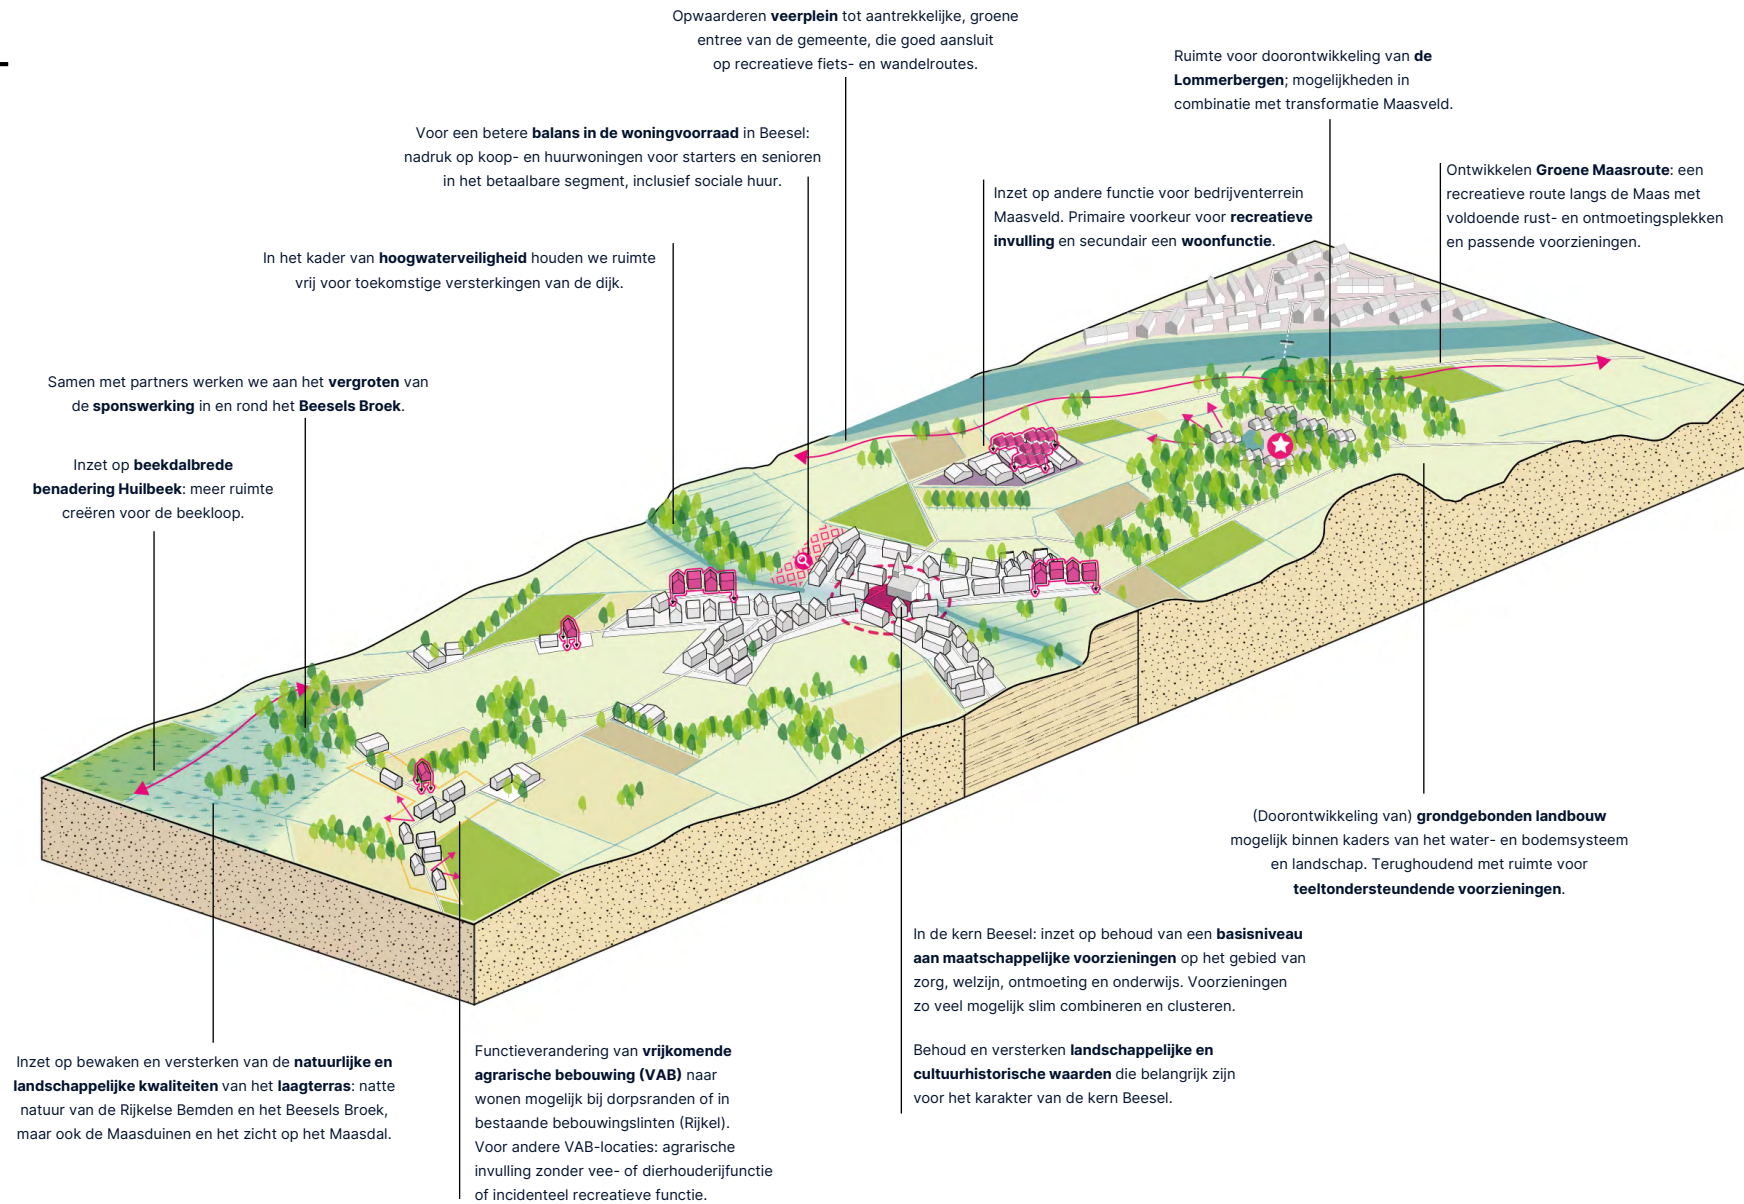 Opwaarderen veerplein tot aantrekkelijke, groene
entree van de gemeente, die goed aansluit
op recreatieve fiets- en wandelroutes.
Ruimte voor doorontwikkeling van de
Lommerbergen; mogelijkheden in
combinatie met transformatie Maasveld.
Voor een betere balans in de woningvoorraad in Beesel:
nadruk op koop- en huurwoningen voor starters en senioren
in het betaalbare segment, inclusief sociale huur.
Inzet op andere functie voor bedrijventerrein
Maasveld. Primaire voorkeur voor recreatieve
invulling en secundair een woonfunctie.
Ontwikkelen Groene Maasroute: een
recreatieve route langs de Maas met
voldoende rust- en ontmoetingsplekken
en passende voorzieningen.
In het kader van hoogwaterveiligheid houden we ruimte
vrij voor toekomstige versterkingen van de dijk.
Samen met partners werken we aan het vergroten van
de sponswerking in en rond het Beesels Broek.
Inzet op beekdalbrede
benadering Huilbeek: meer ruimte
creëren voor de beekloop.
(Doorontwikkeling van) grondgebonden landbouw
mogelijk binnen kaders van het water- en bodemsysteem
en landschap. Terughoudend met ruimte voor
teeltondersteundende voorzieningen.
In de kern Beesel: inzet op behoud van een basisniveau
aan maatschappelijke voorzieningen op het gebied van
zorg, welzijn, ontmoeting en onderwijs. Voorzieningen
zo veel mogelijk slim combineren en clusteren.
Behoud en versterken landschappelijke en
cultuurhistorische waarden die belangrijk zijn
voor het karakter van de kern Beesel.
Inzet op bewaken en versterken van de natuurlijke en
landschappelijke kwaliteiten van het laagterras: natte
natuur van de Rijkelse Bemden en het Beesels Broek,
maar ook de Maasduinen en het zicht op het Maasdal.
Functieverandering van vrijkomende
agrarische bebouwing (VAB) naar
wonen mogelijk bij dorpsranden of in
bestaande bebouwingslinten (Rijkel).
Voor andere VAB-locaties: agrarische
invulling zonder vee- of dierhouderijfunctie
of incidenteel recreatieve functie.